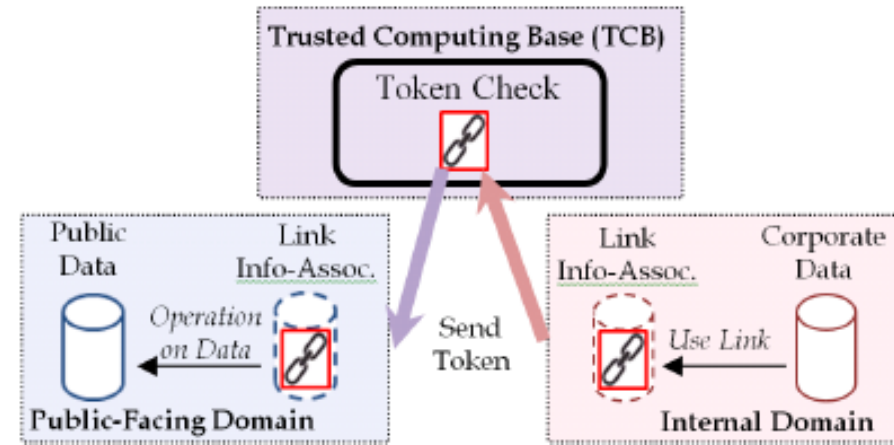 Trusted Computing Base (TCB)
Token Check
Public
Data
Link
Info-Assoc.
Operation
on Data
Public-Facing Domain
Send
Token
Link
Info-Assoc.
Corporate
Data
Use Link
Internal Domain